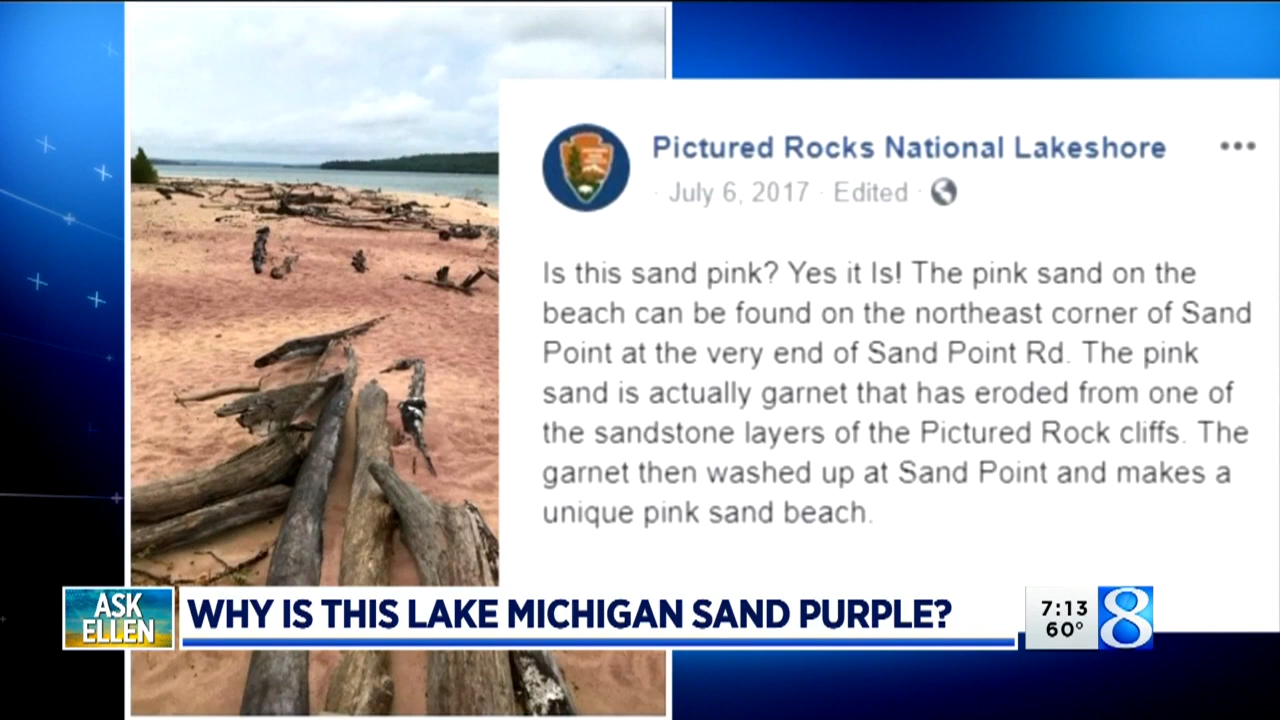 Pictured Rocks National Lakeshore
· July 6, 2017 · Edited ·
Is this sand pink? Yes it Is! The pink sand on the
beach can be found on the northeast corner of Sand
Point at the very end of Sand Point Rd. The pink
sand is actually garnet that has eroded from one of
the sandstone layers of the Pictured Rock cliffs. The
garnet then washed up at Sand Point and makes a
unique pink sand beach.
ASK
ELLEN
WHY IS THIS LAKE MICHIGAN SAND PURPLE?
7:13
60°
8